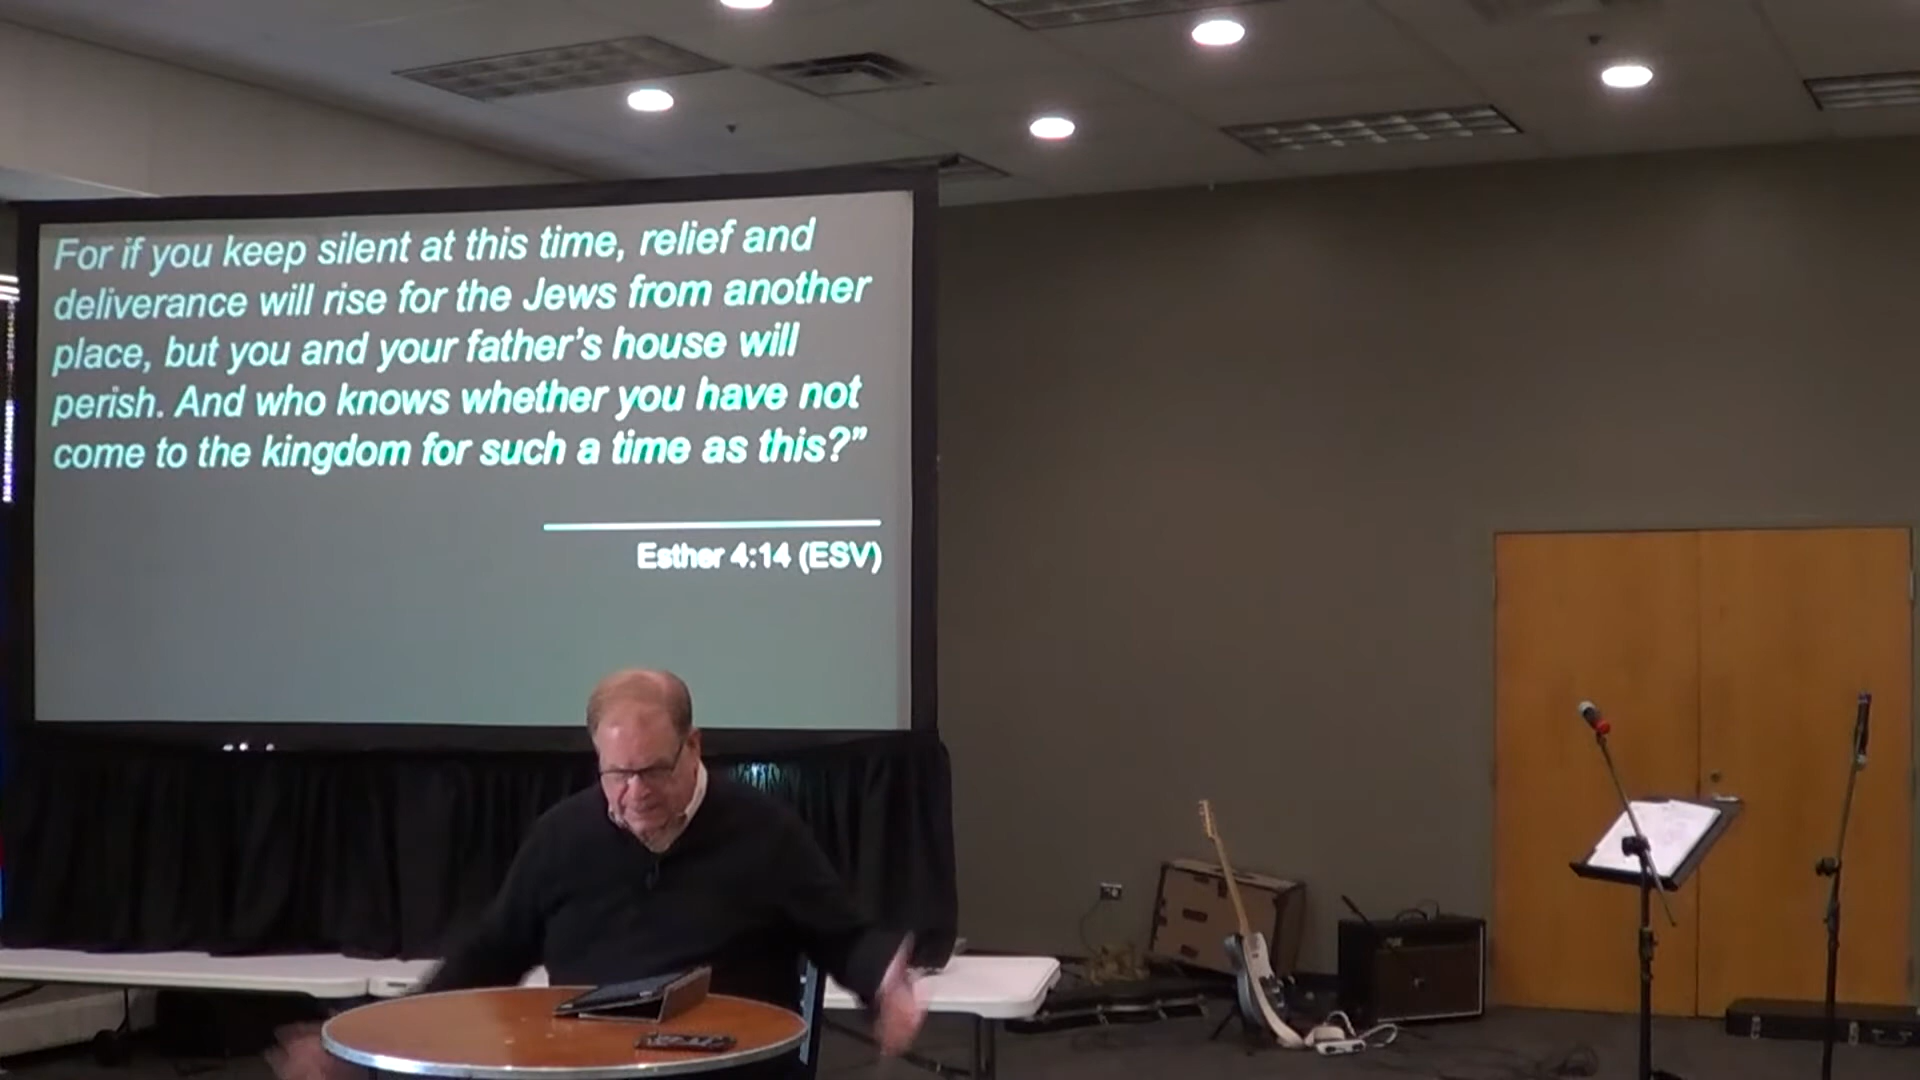 For if you keep silent at this time, relief and
deliverance will rise for the Jews from another
place, but you and your father’s house will
perish. And who knows whether you have not
come to the kingdom for such a time as this?”
Esther 4:14 (ESV)